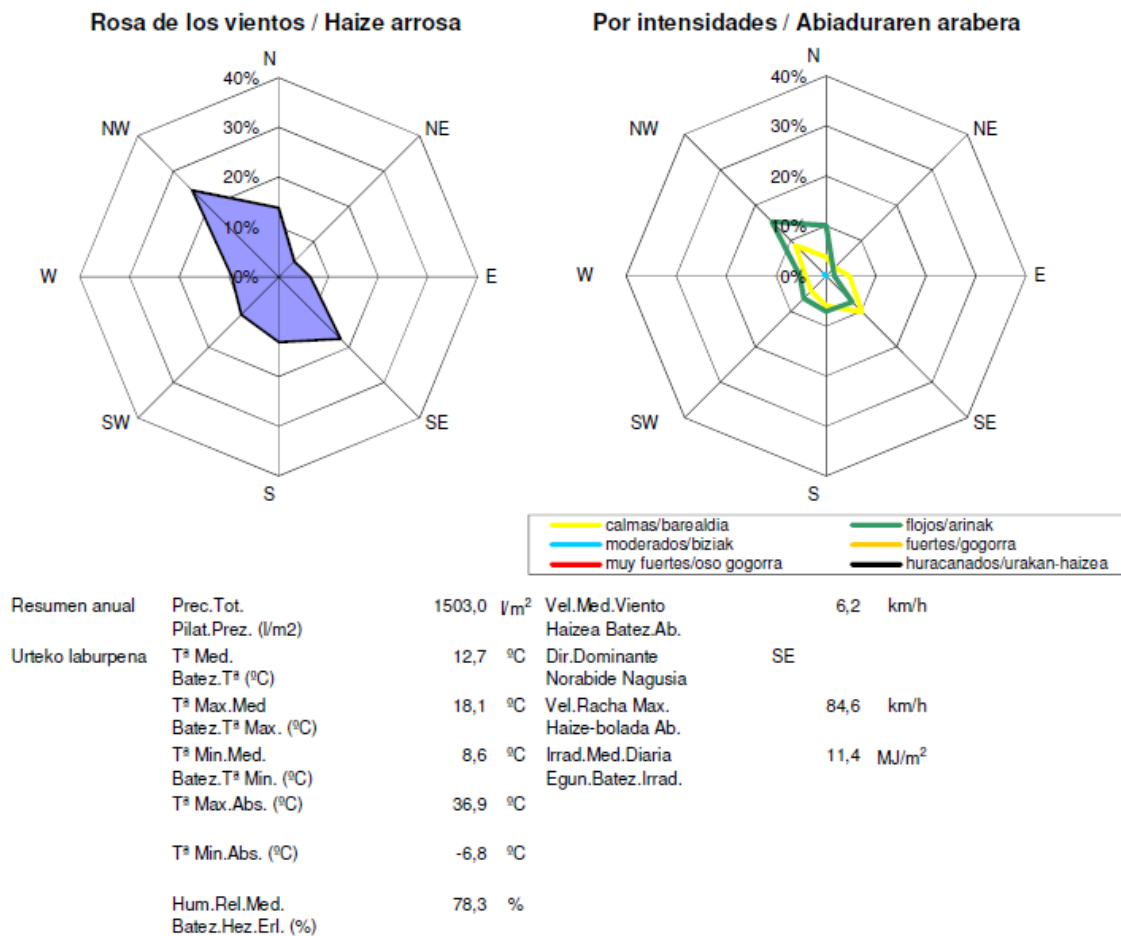 Rosa de los vientos / Haize arrosa
N
40%
30%
20%
10%
0%
NW
NE
W
E
SW
SE
S
Por intensidades / Abiaduraren arabera
N
40%
30%
20%
10%
0%
NW
NE
W
E
SW
SE
S
calmas/barealdia
flojos/arinak
moderados/biziak
fuertes/gogorra
muy fuertes/oso gogorra
huracanados/urakan-haizea
Resumen anual Prec.Tot. 1503,0 l/m² Vel.Med.Viento 6,2 km/h
Pilat.Prez. (l/m2) Haizea Batez.Ab.
Urteko laburpena Tª Med. 12,7 ºC Dir.Dominante SE
Batez.Tª (ºC) Norabide Nagusia
Tª Max.Med 18,1 ºC Vel.Racha Max. 84,6 km/h
Batez.Tª Max. (ºC) Haize-bolada Ab.
Tª Min.Med. 8,6 ºC Irrad.Med.Diaria 11,4 MJ/m²
Batez.Tª Min. (ºC) Egun.Batez.Irrad.
Tª Max.Abs. (ºC) 36,9 ºC
Tª Min.Abs. (ºC) -6,8 ºC
Hum.Rel.Med. 78,3 %
Batez.Hez.Erl. (%)